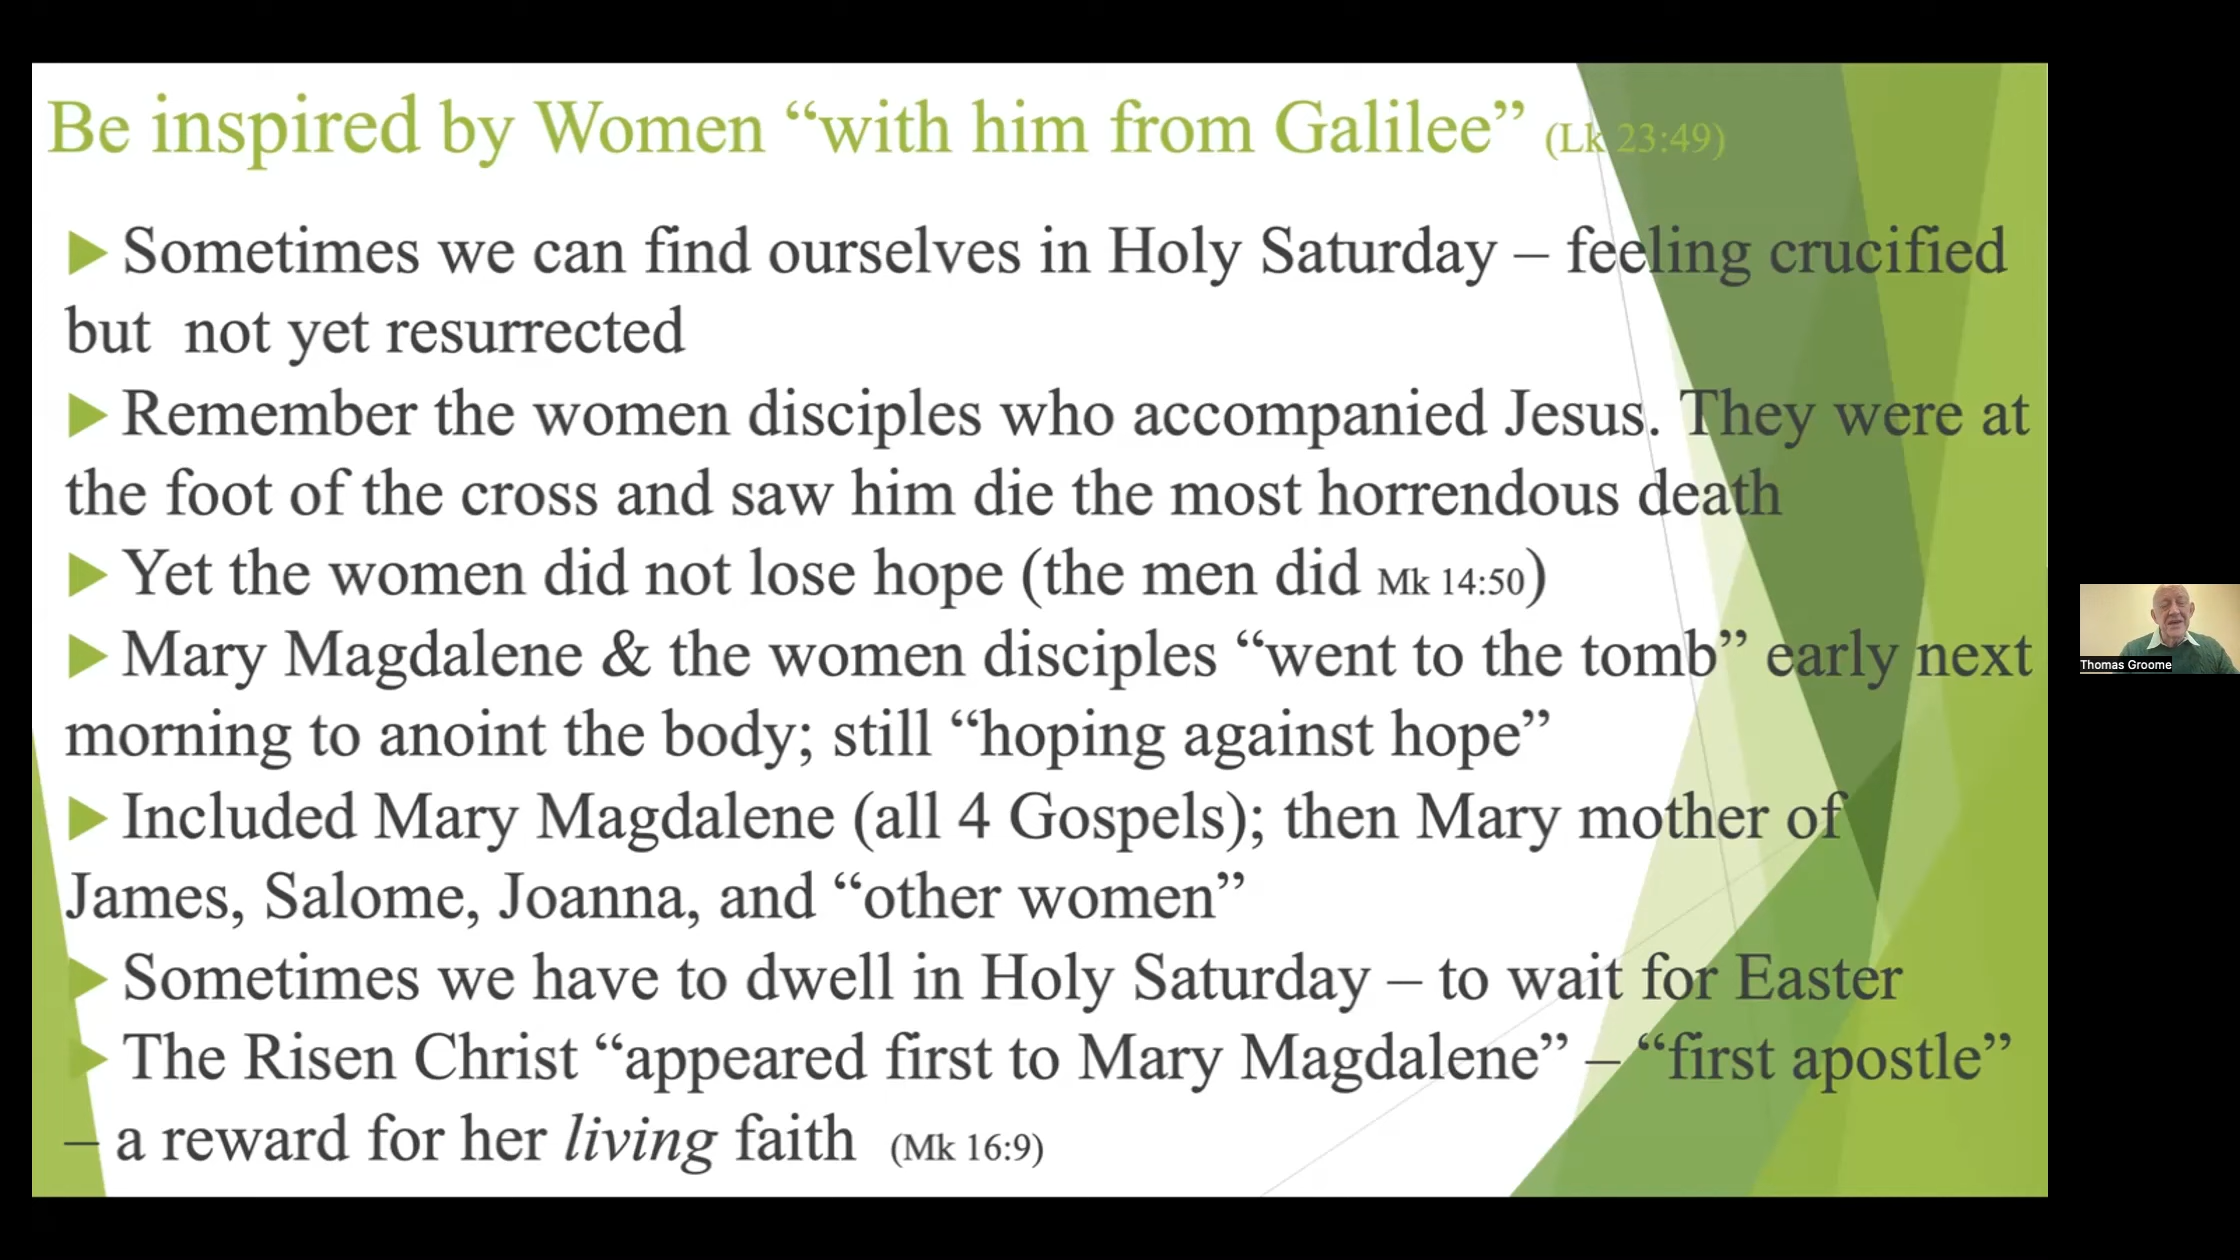 Be inspired by Women “with him from Galilee” (Lk 23:49)
Sometimes we can find ourselves in Holy Saturday – feeling crucified
but not yet resurrected
Remember the women disciples who accompanied Jesus. They were at
the foot of the cross and saw him die the most horrendous death
Yet the women did not lose hope (the men did Mk 14:50)
Mary Magdalene & the women disciples “went to the tomb” early next
morning to anoint the body; still “hoping against hope”
Included Mary Magdalene (all 4 Gospels); then Mary mother of
James, Salome, Joanna, and “other women”
Sometimes we have to dwell in Holy Saturday – to wait for Easter
The Risen Christ “appeared first to Mary Magdalene” – “first apostle”
– a reward for her living faith (Mk 16:9)
Thomas Groome